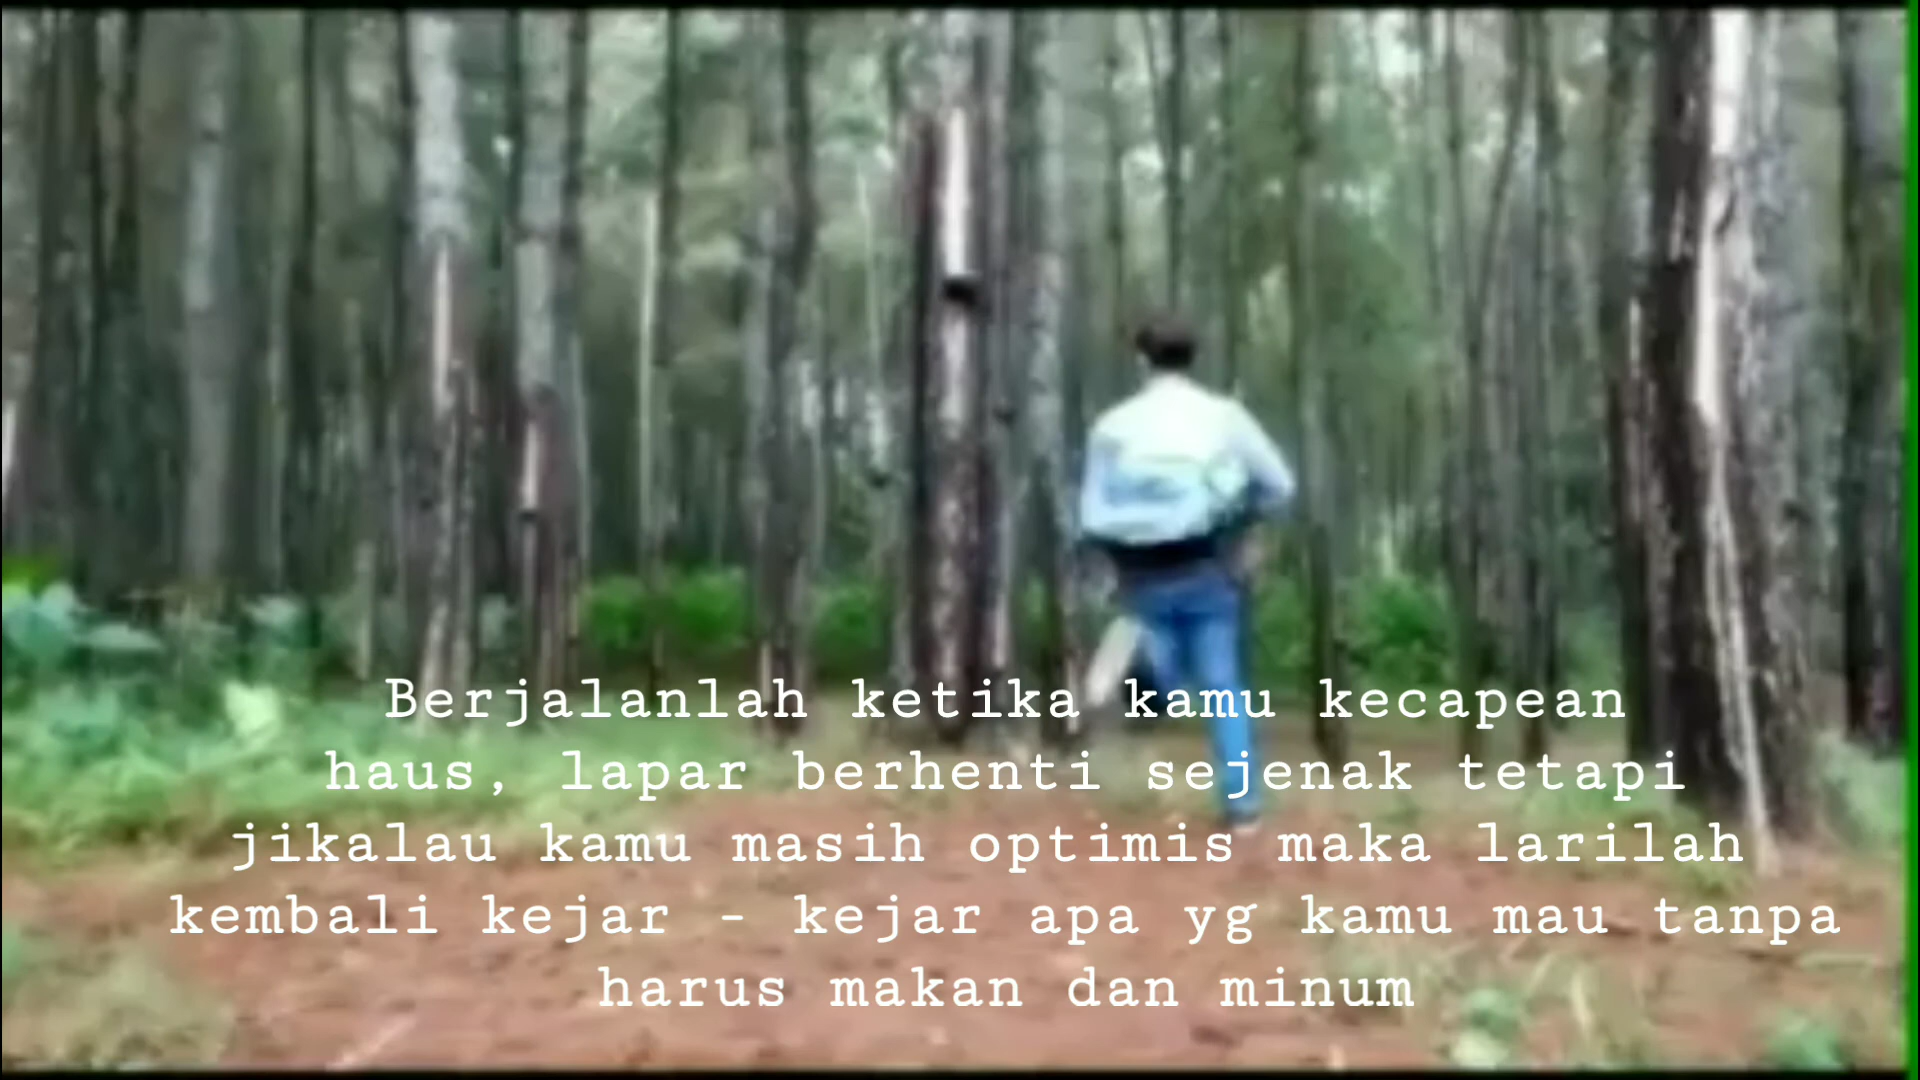 Berjalanlah ketika kamu kecapean
haus, lapar berhenti sejenak tetapi
jikalau kamu masih optimis maka larilah
kembali kejar - kejar apa yg kamu mau tanpa
harus makan dan minum